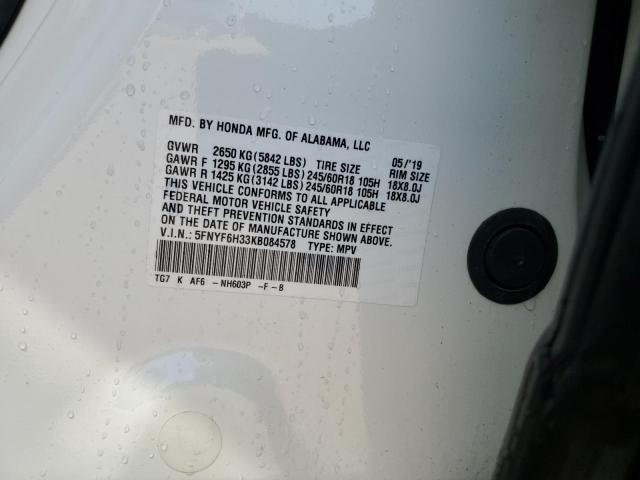 MFD. BY HONDA MFG. OF ALABAMA, LLC
GVWR 2650 KG (5842 LBS) TIRE SIZE 05/'19 RIM SIZE
GAWR F 1295 KG (2855 LBS) 245/60R18 105H 18X8.0J
GAWR R 1425 KG (3142 LBS) 245/60R18 105H 18X8.0J
THIS VEHICLE CONFORMS TO ALL APPLICABLE
FEDERAL MOTOR VEHICLE SAFETY
AND THEFT PREVENTION STANDARDS IN EFFECT
ON THE DATE OF MANUFACTURE SHOWN ABOVE.
V.I.N.: 5FNYF6H33KB084578 TYPE: MPV
TG7 K AF6 - NH603P -F - B